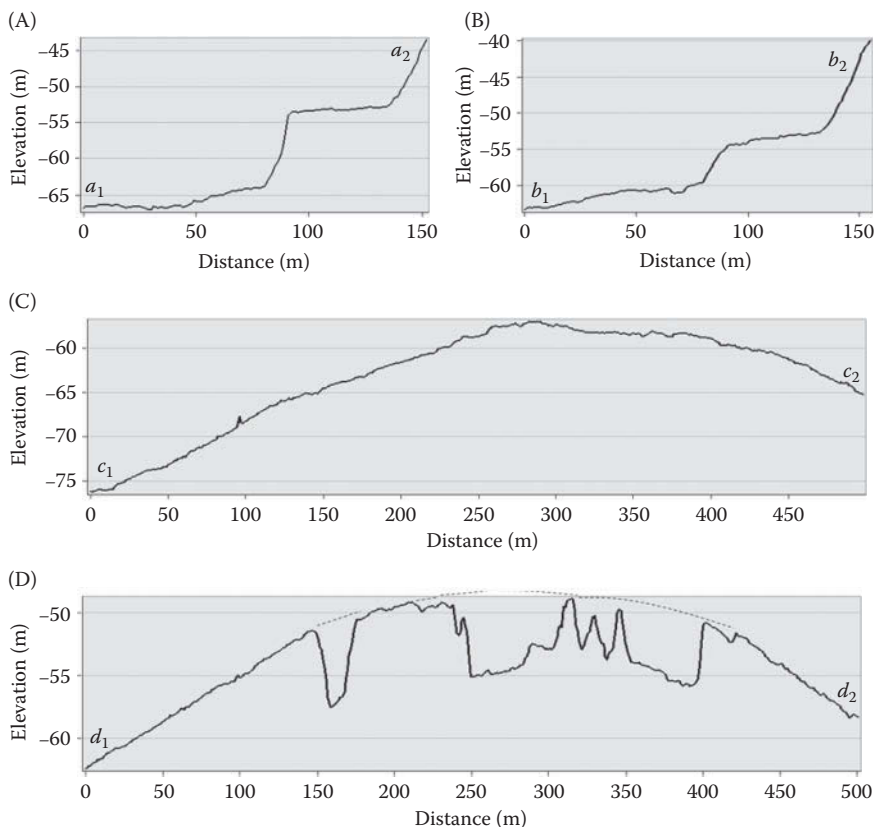 (A)
Elevation (m)
–45
–50
–55
–60
–65
a1
a2
0 50 100 150
Distance (m)
(B)
Elevation (m)
–40
–45
–50
–55
–60
b1
b2
0 50 100 150
Distance (m)
(C)
Elevation (m)
–60
–65
–70
–75
c1
c2
0 50 100 150 200 250 300 350 400 450
Distance (m)
(D)
Elevation (m)
–50
–55
–60
d1
d2
0 50 100 150 200 250 300 350 400 450 500
Distance (m)